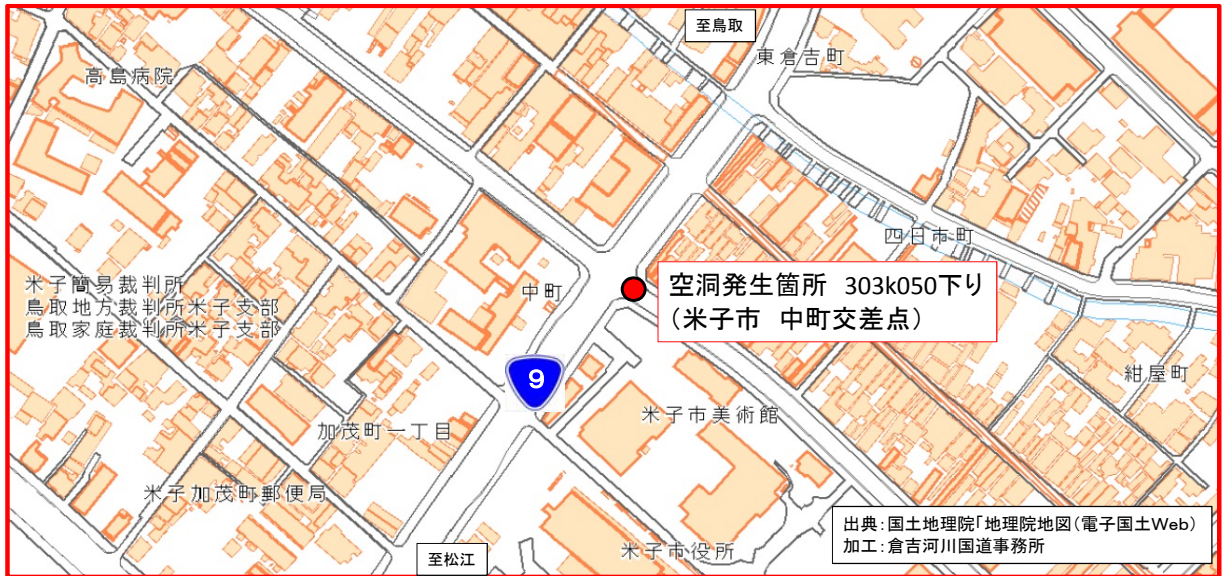 至鳥取
東倉吉町
高島病院
四日市町
米子簡易裁判所
鳥取地方裁判所米子支部
鳥取家庭裁判所米子支部
中町
空洞発生箇所 303k050下り
(米子市 中町交差点)
9
紺屋町
米子市美術館
加茂町一丁目
米子加茂町郵便局
米子市役所
至松江
出典:国土地理院「地理院地図(電子国土Web)
加工:倉吉河川国道事務所